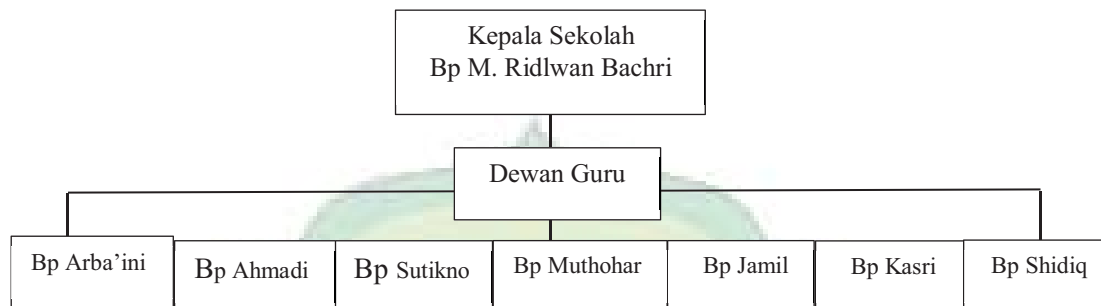 Kepala Sekolah
Bp M. Ridlwan Bachri
Dewan Guru
Bp Arba’ini
Bp Ahmadi
Bp Sutikno
Bp Muthohar
Bp Jamil
Bp Kasri
Bp Shidiq